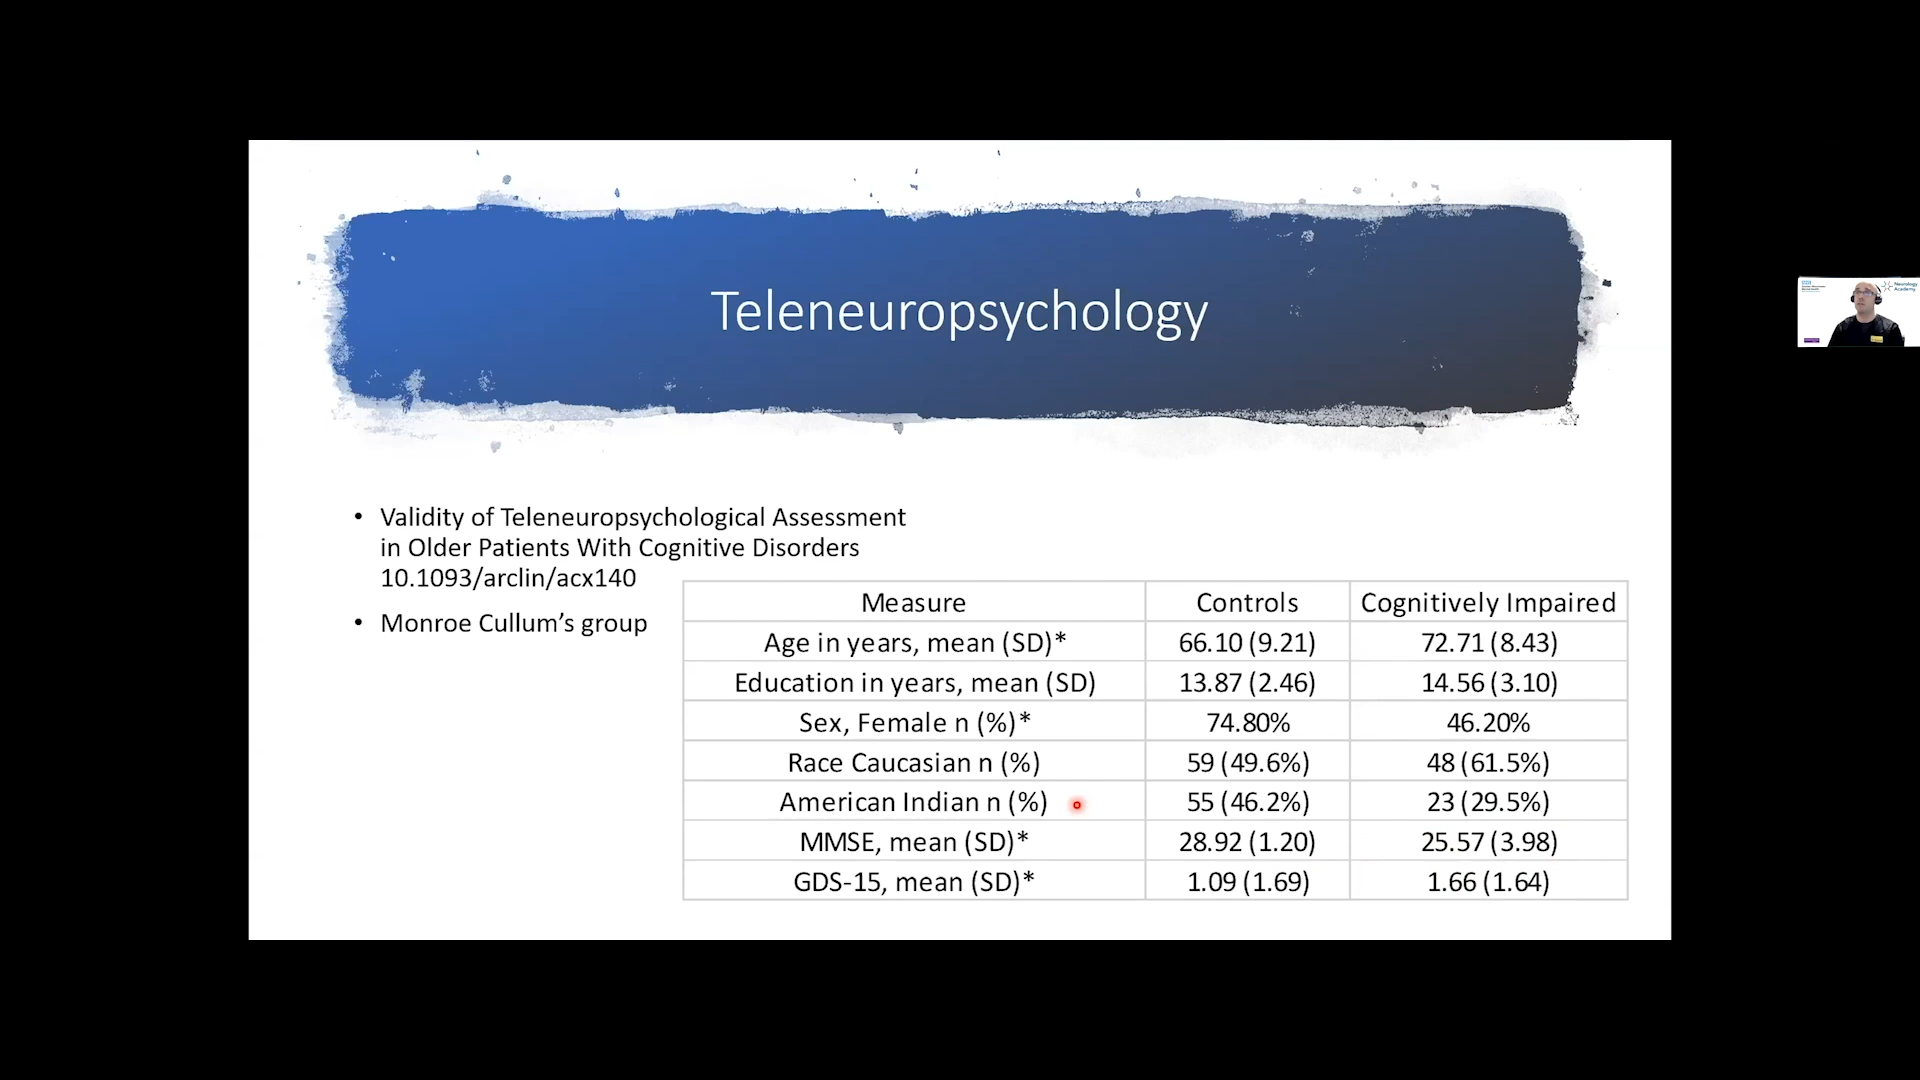 Teleneuropsychology
• Validity of Teleneuropsychological Assessment
in Older Patients With Cognitive Disorders
10.1093/arclin/acx140
• Monroe Cullum’s group
Measure Controls Cognitively Impaired
Age in years, mean (SD)* 66.10 (9.21) 72.71 (8.43)
Education in years, mean (SD) 13.87 (2.46) 14.56 (3.10)
Sex, Female n (%)* 74.80% 46.20%
Race Caucasian n (%) 59 (49.6%) 48 (61.5%)
American Indian n (%) 55 (46.2%) 23 (29.5%)
MMSE, mean (SD)* 28.92 (1.20) 25.57 (3.98)
GDS-15, mean (SD)* 1.09 (1.69) 1.66 (1.64)
Neurology
Academy